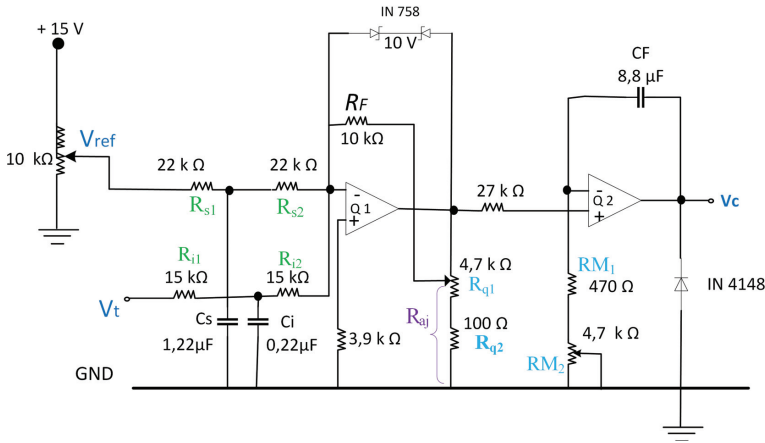 IN 758
10 V
+ 15 V
CF
8,8 µF
RF
10 kΩ
Vref
10 kΩ
22 k Ω
22 k Ω
Rs1
Rs2
-
+
Q 1
27 k Ω
-
+
Q 2
Vc
Ri1
Ri2
15 kΩ
15 kΩ
Vt
4,7 k Ω
Rq1
RM1
470 Ω
IN 4148
Raj
Cs
Ci
1,22µF
0,22µF
3,9 k Ω
100 Ω
Rq2
4,7 k Ω
RM2
GND